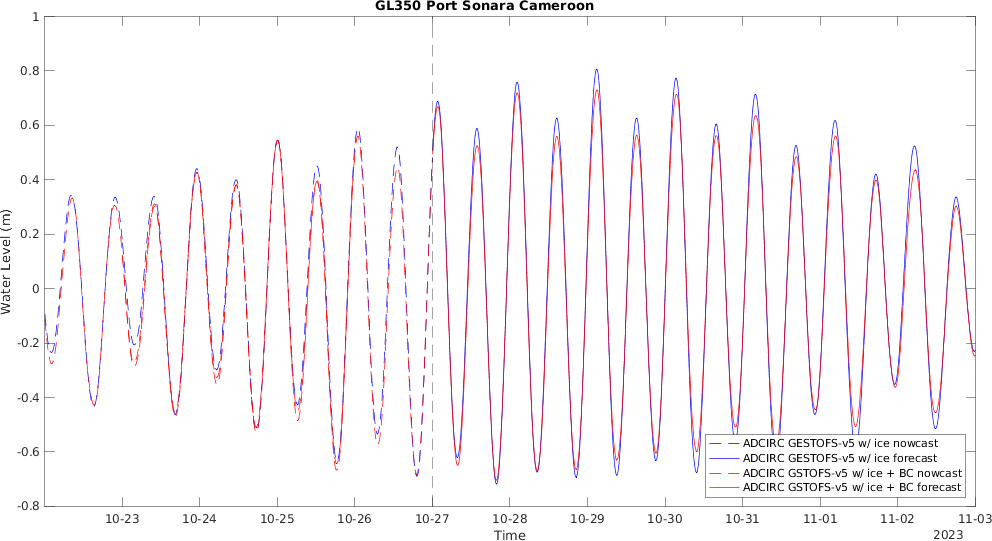 GL350 Port Sonara Cameroon
1
0.8
0.6
0.4
0.2
0
-0.2
-0.4
-0.6
-0.8
Water Level (m)
ADCIRC GESTOFS-v5 w/ ice nowcast
ADCIRC GESTOFS-v5 w/ ice forecast
ADCIRC GSTOFS-v5 w/ ice + BC nowcast
ADCIRC GSTOFS-v5 w/ ice + BC forecast
10-23 10-24 10-25 10-26 10-27 10-28 10-29 10-30 10-31 11-01 11-02 11-03
Time 2023